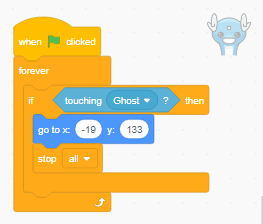 when clicked
forever
if touching Ghost ? then
go to x: -19 y: 133
stop all